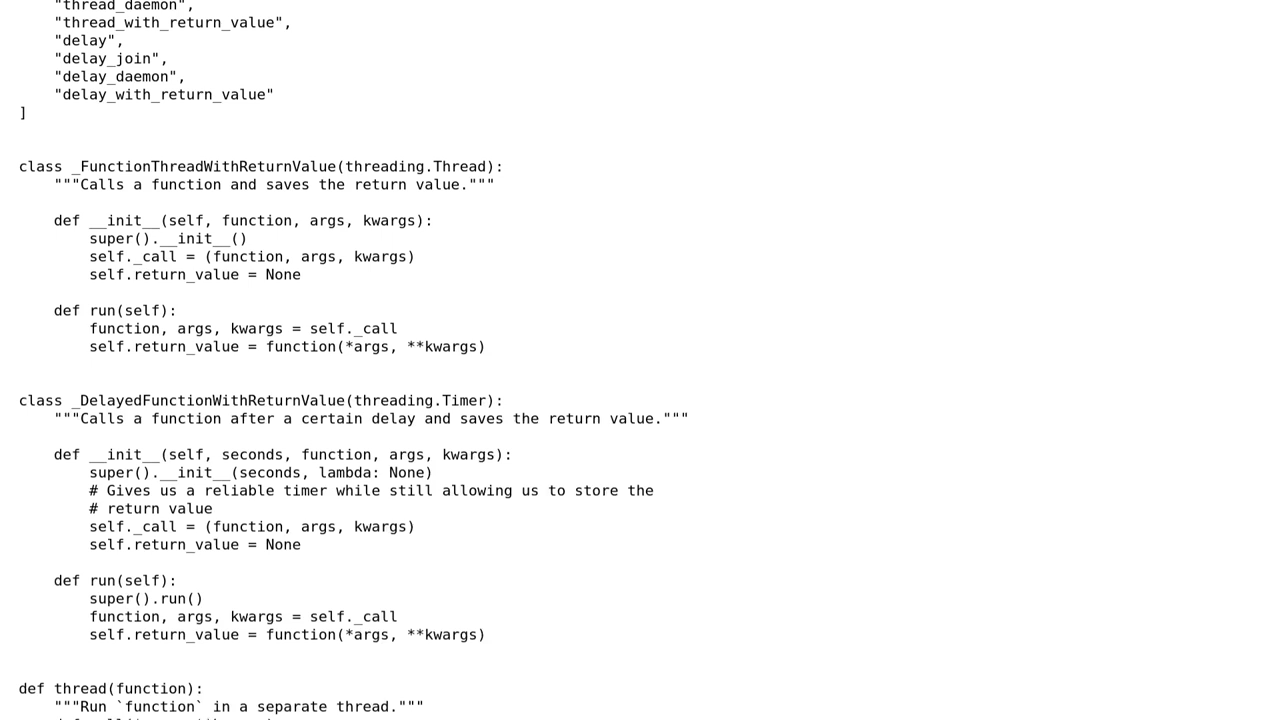 "thread_daemon",
    "thread_with_return_value",
    "delay",
    "delay_join",
    "delay_daemon",
    "delay_with_return_value"
]


class _FunctionThreadWithReturnValue(threading.Thread):
    """Calls a function and saves the return value."""

    def __init__(self, function, args, kwargs):
        super().__init__()
        self._call = (function, args, kwargs)
        self.return_value = None

    def run(self):
        function, args, kwargs = self._call
        self.return_value = function(*args, **kwargs)


class _DelayedFunctionWithReturnValue(threading.Timer):
    """Calls a function after a certain delay and saves the return value."""

    def __init__(self, seconds, function, args, kwargs):
        super().__init__(seconds, lambda: None)
        # Gives us a reliable timer while still allowing us to store the
        # return value
        self._call = (function, args, kwargs)
        self.return_value = None

    def run(self):
        super().run()
        function, args, kwargs = self._call
        self.return_value = function(*args, **kwargs)


def thread(function):
    """Run `function` in a separate thread."""